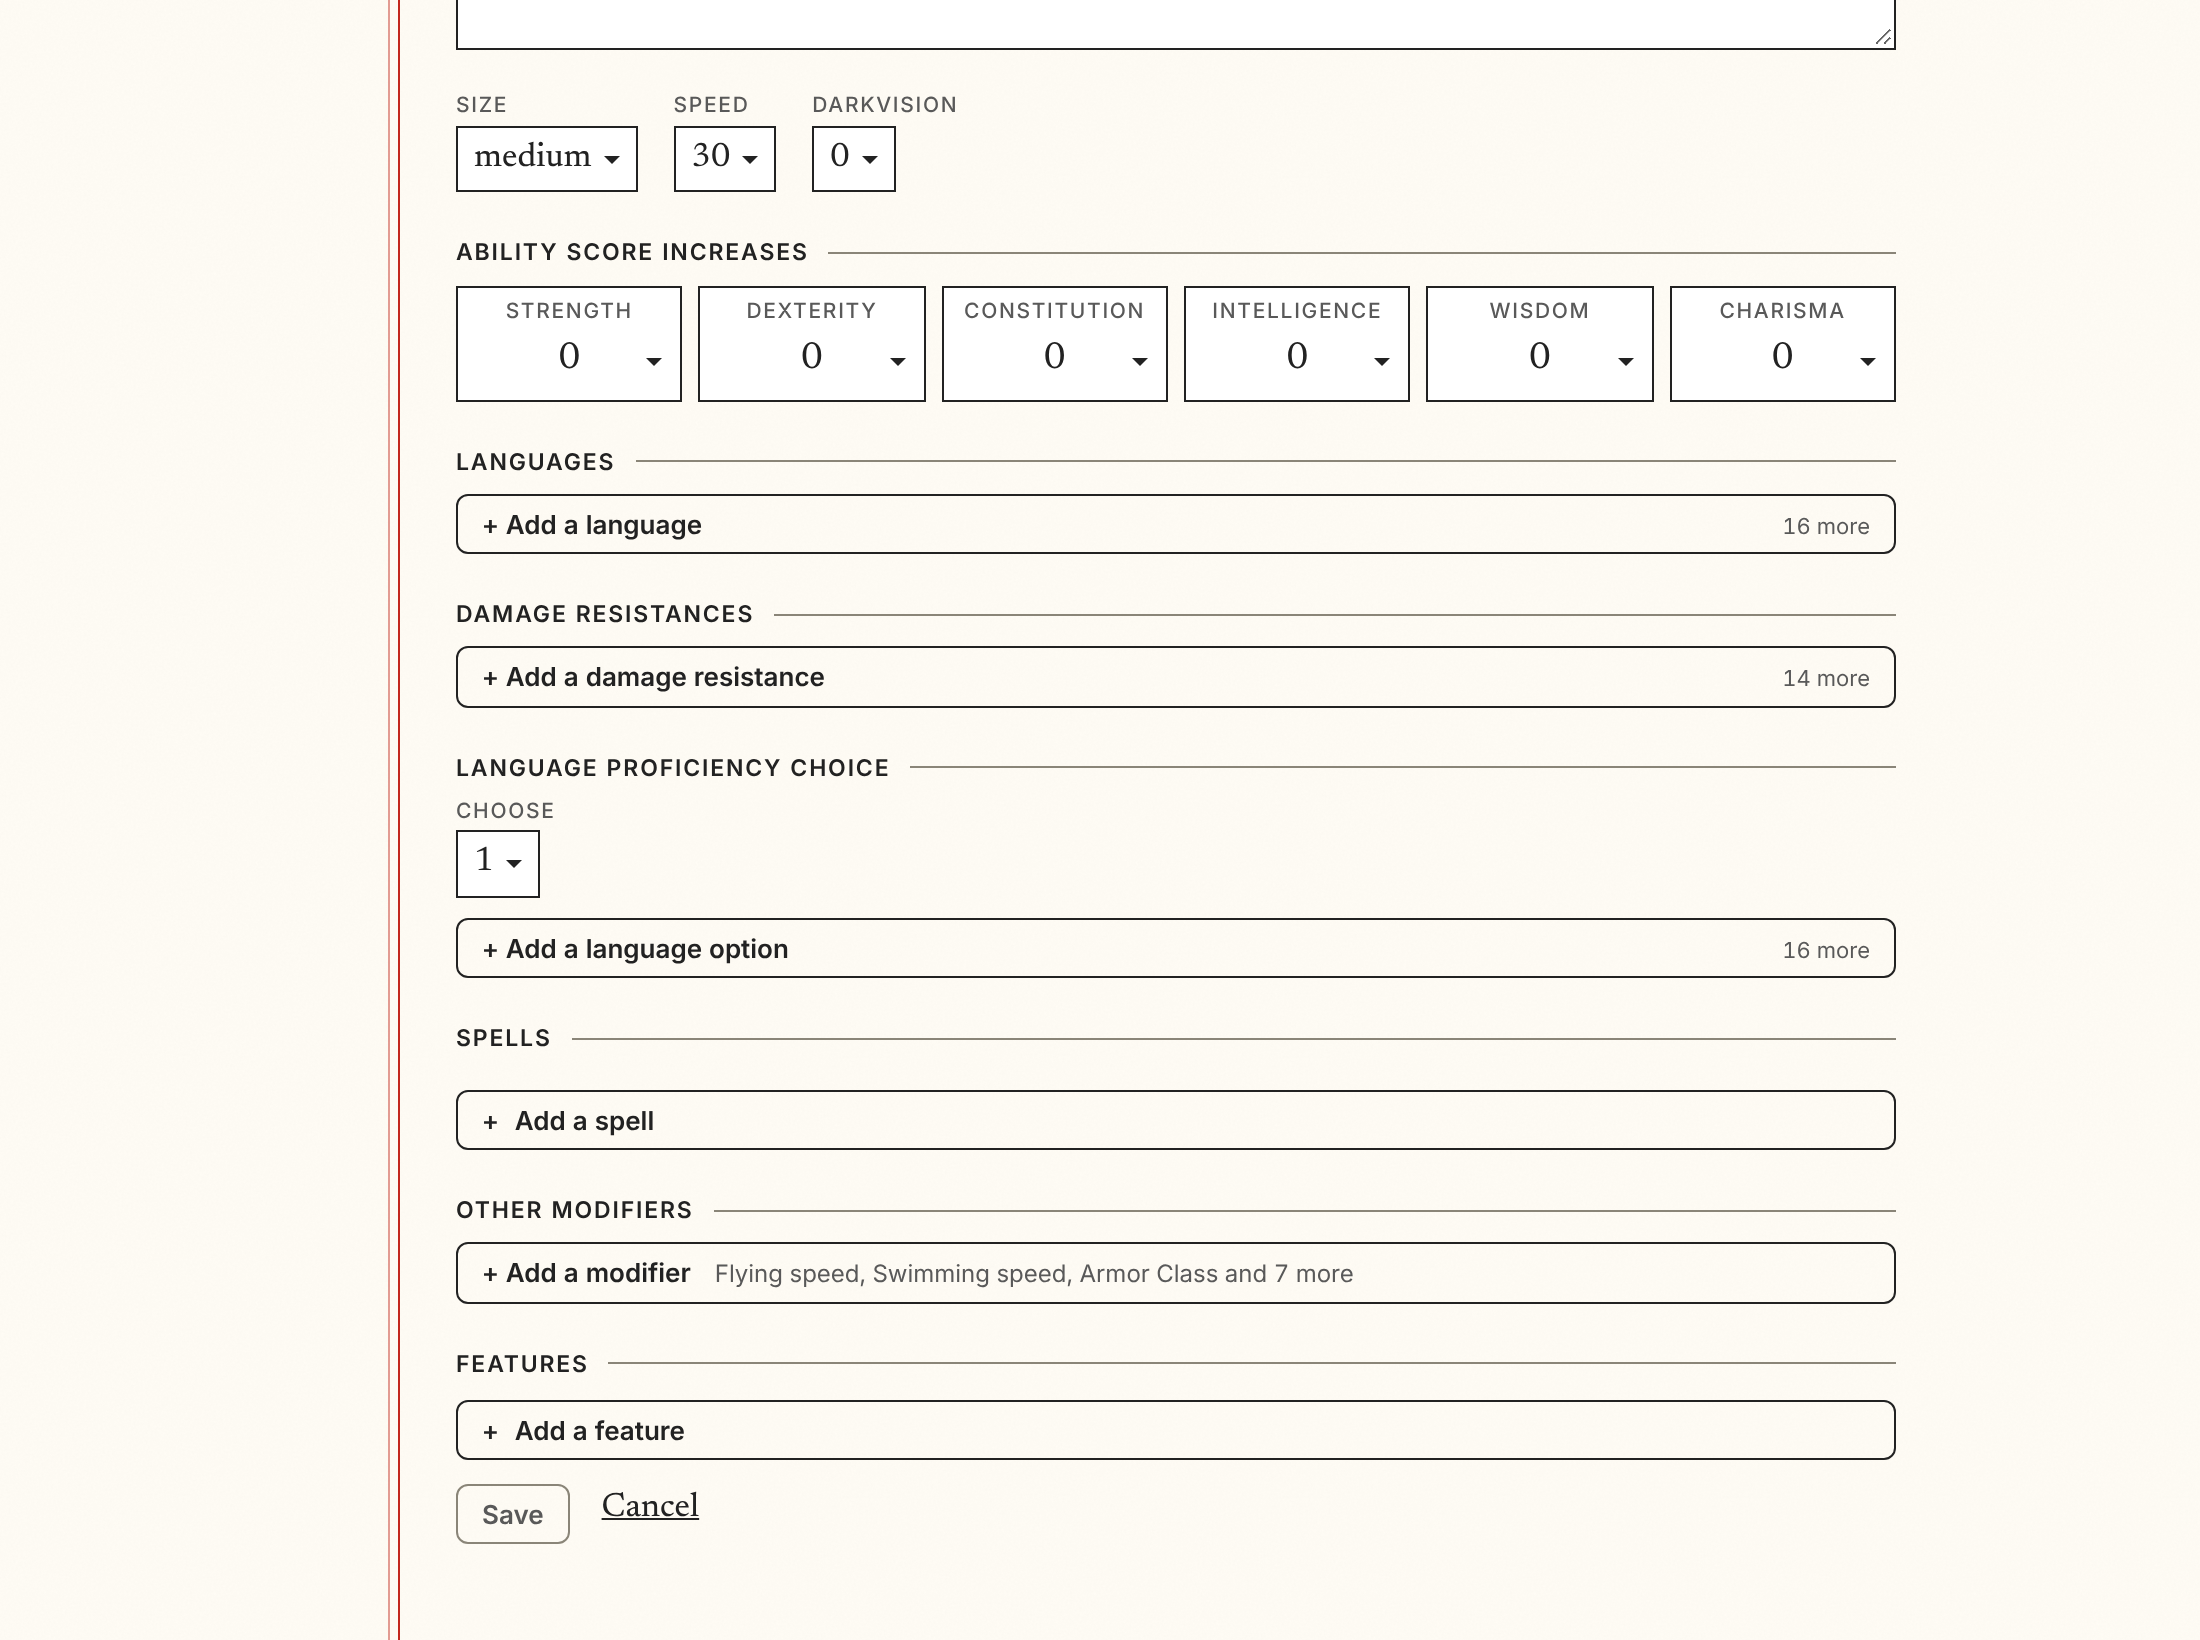 SIZE SPEED DARKVISION
medium 30 0
ABILITY SCORE INCREASES
STRENGTH DEXTERITY CONSTITUTION INTELLIGENCE WISDOM CHARISMA
0 0 0 0 0 0
LANGUAGES
+ Add a language 16 more
DAMAGE RESISTANCES
+ Add a damage resistance 14 more
LANGUAGE PROFICIENCY CHOICE
CHOOSE
1
+ Add a language option 16 more
SPELLS
+ Add a spell
OTHER MODIFIERS
+ Add a modifier Flying speed, Swimming speed, Armor Class and 7 more
FEATURES
+ Add a feature
Save Cancel